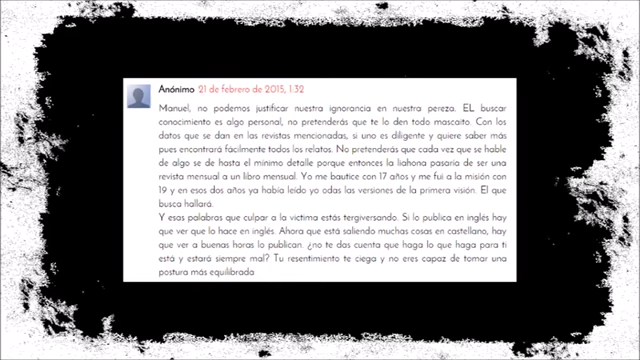 Anónimo 21 de febrero de 2015, 1:32
Manuel, no podemos justificar nuestra ignorancia en nuestra pereza. EL buscar
conocimiento es algo personal, no pretenderás que te lo den todo mascaito. Con los
datos que se dan en las revistas mencionadas, si uno es diligente y quiere saber más
pues encontrará fácilmente todos los relatos. No pretenderás que cada vez que se hable
de algo se de hasta el mínimo detalle porque entonces la liahona pasaría de ser una
revista mensual a un libro mensual. Yo me bautice con 17 años y me fui a la misión con
19 y en esos dos años ya había leído yo odas las versiones de la primera visión. El que
busca hallará.
Y esas palabras que culpar a la victima estás tergiversando. Si lo publica en inglés hay
que ver que lo hace en inglés. Ahora que está saliendo muchas cosas en castellano, hay
que ver a buenas horas lo publican. ¿no te das cuenta que haga lo que haga para ti
está y estará siempre mal? Tu resentimiento te ciega y no eres capaz de tomar una
postura más equilibrada